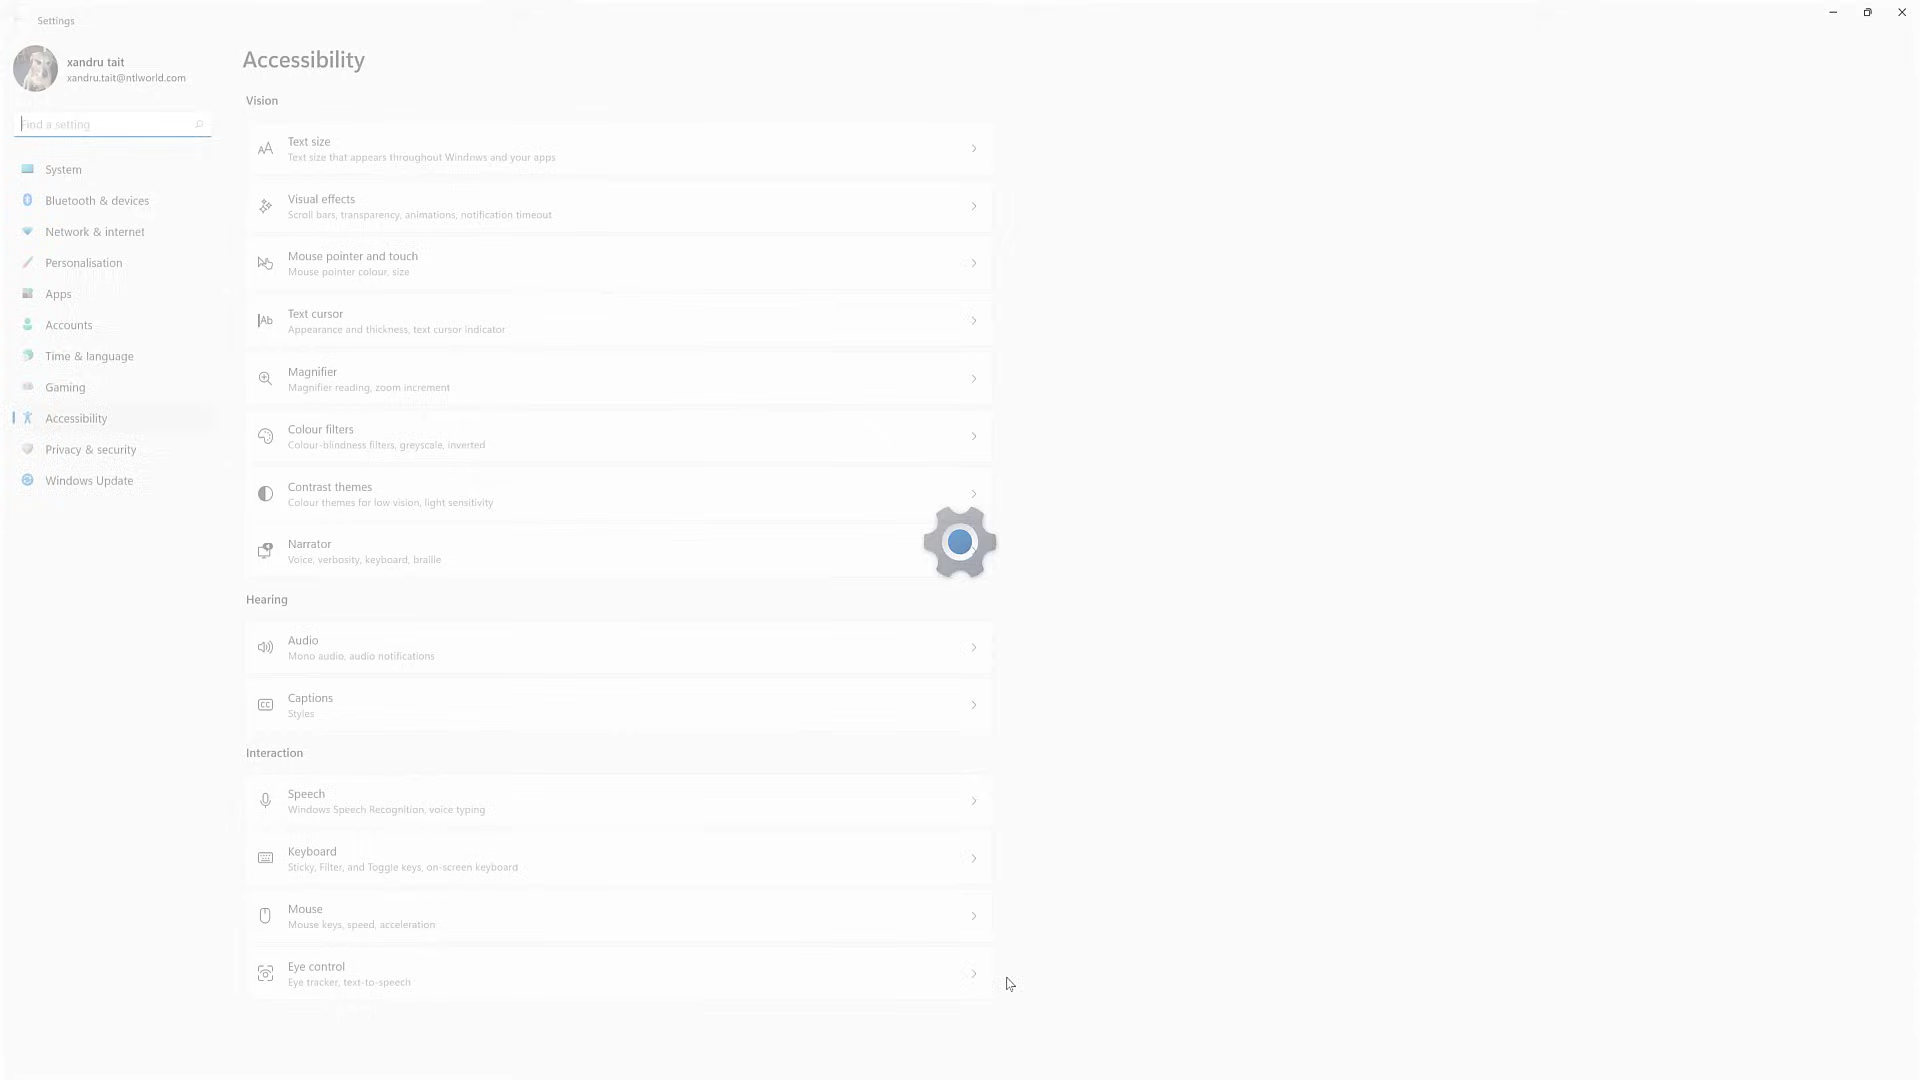 Settings
xandru tait
xandru.tait@ntlworld.com
Find a setting
System
Bluetooth & devices
Network & internet
Personalisation
Apps
Accounts
Time & language
Gaming
Accessibility
Privacy & security
Windows Update
Accessibility
Vision
Text size
Text size that appears throughout Windows and your apps
Visual effects
Scroll bars, transparency, animations, notification timeout
Mouse pointer and touch
Mouse pointer colour, size
Text cursor
Appearance and thickness, text cursor indicator
Magnifier
Magnifier reading, zoom increment
Colour filters
Colour-blindness filters, greyscale, inverted
Contrast themes
Colour themes for low vision, light sensitivity
Narrator
Voice, verbosity, keyboard, braille
Hearing
Audio
Mono audio, audio notifications
Captions
Styles
Interaction
Speech
Windows Speech Recognition, voice typing
Keyboard
Sticky, Filter, and Toggle keys, on-screen keyboard
Mouse
Mouse keys, speed, acceleration
Eye control
Eye tracker, text-to-speech